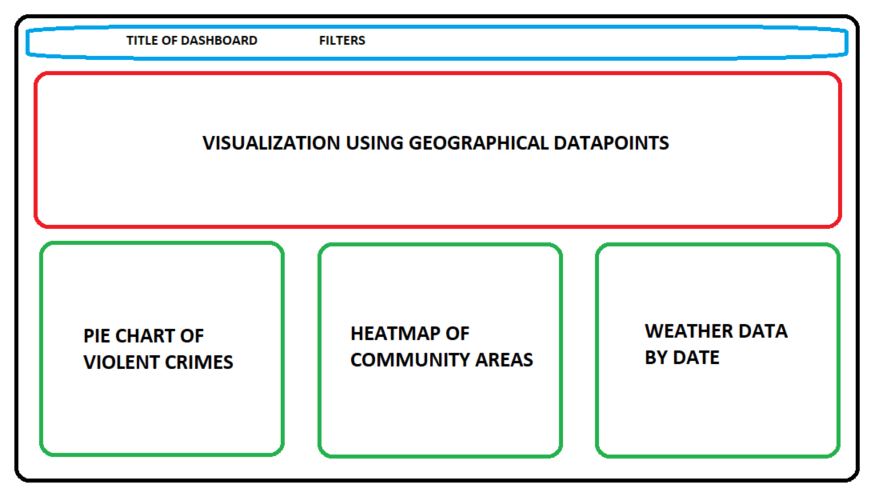 TITLE OF DASHBOARD FILTERS
VISUALIZATION USING GEOGRAPHICAL DATAPOINTS
PIE CHART OF
VIOLENT CRIMES
HEATMAP OF
COMMUNITY AREAS
WEATHER DATA
BY DATE